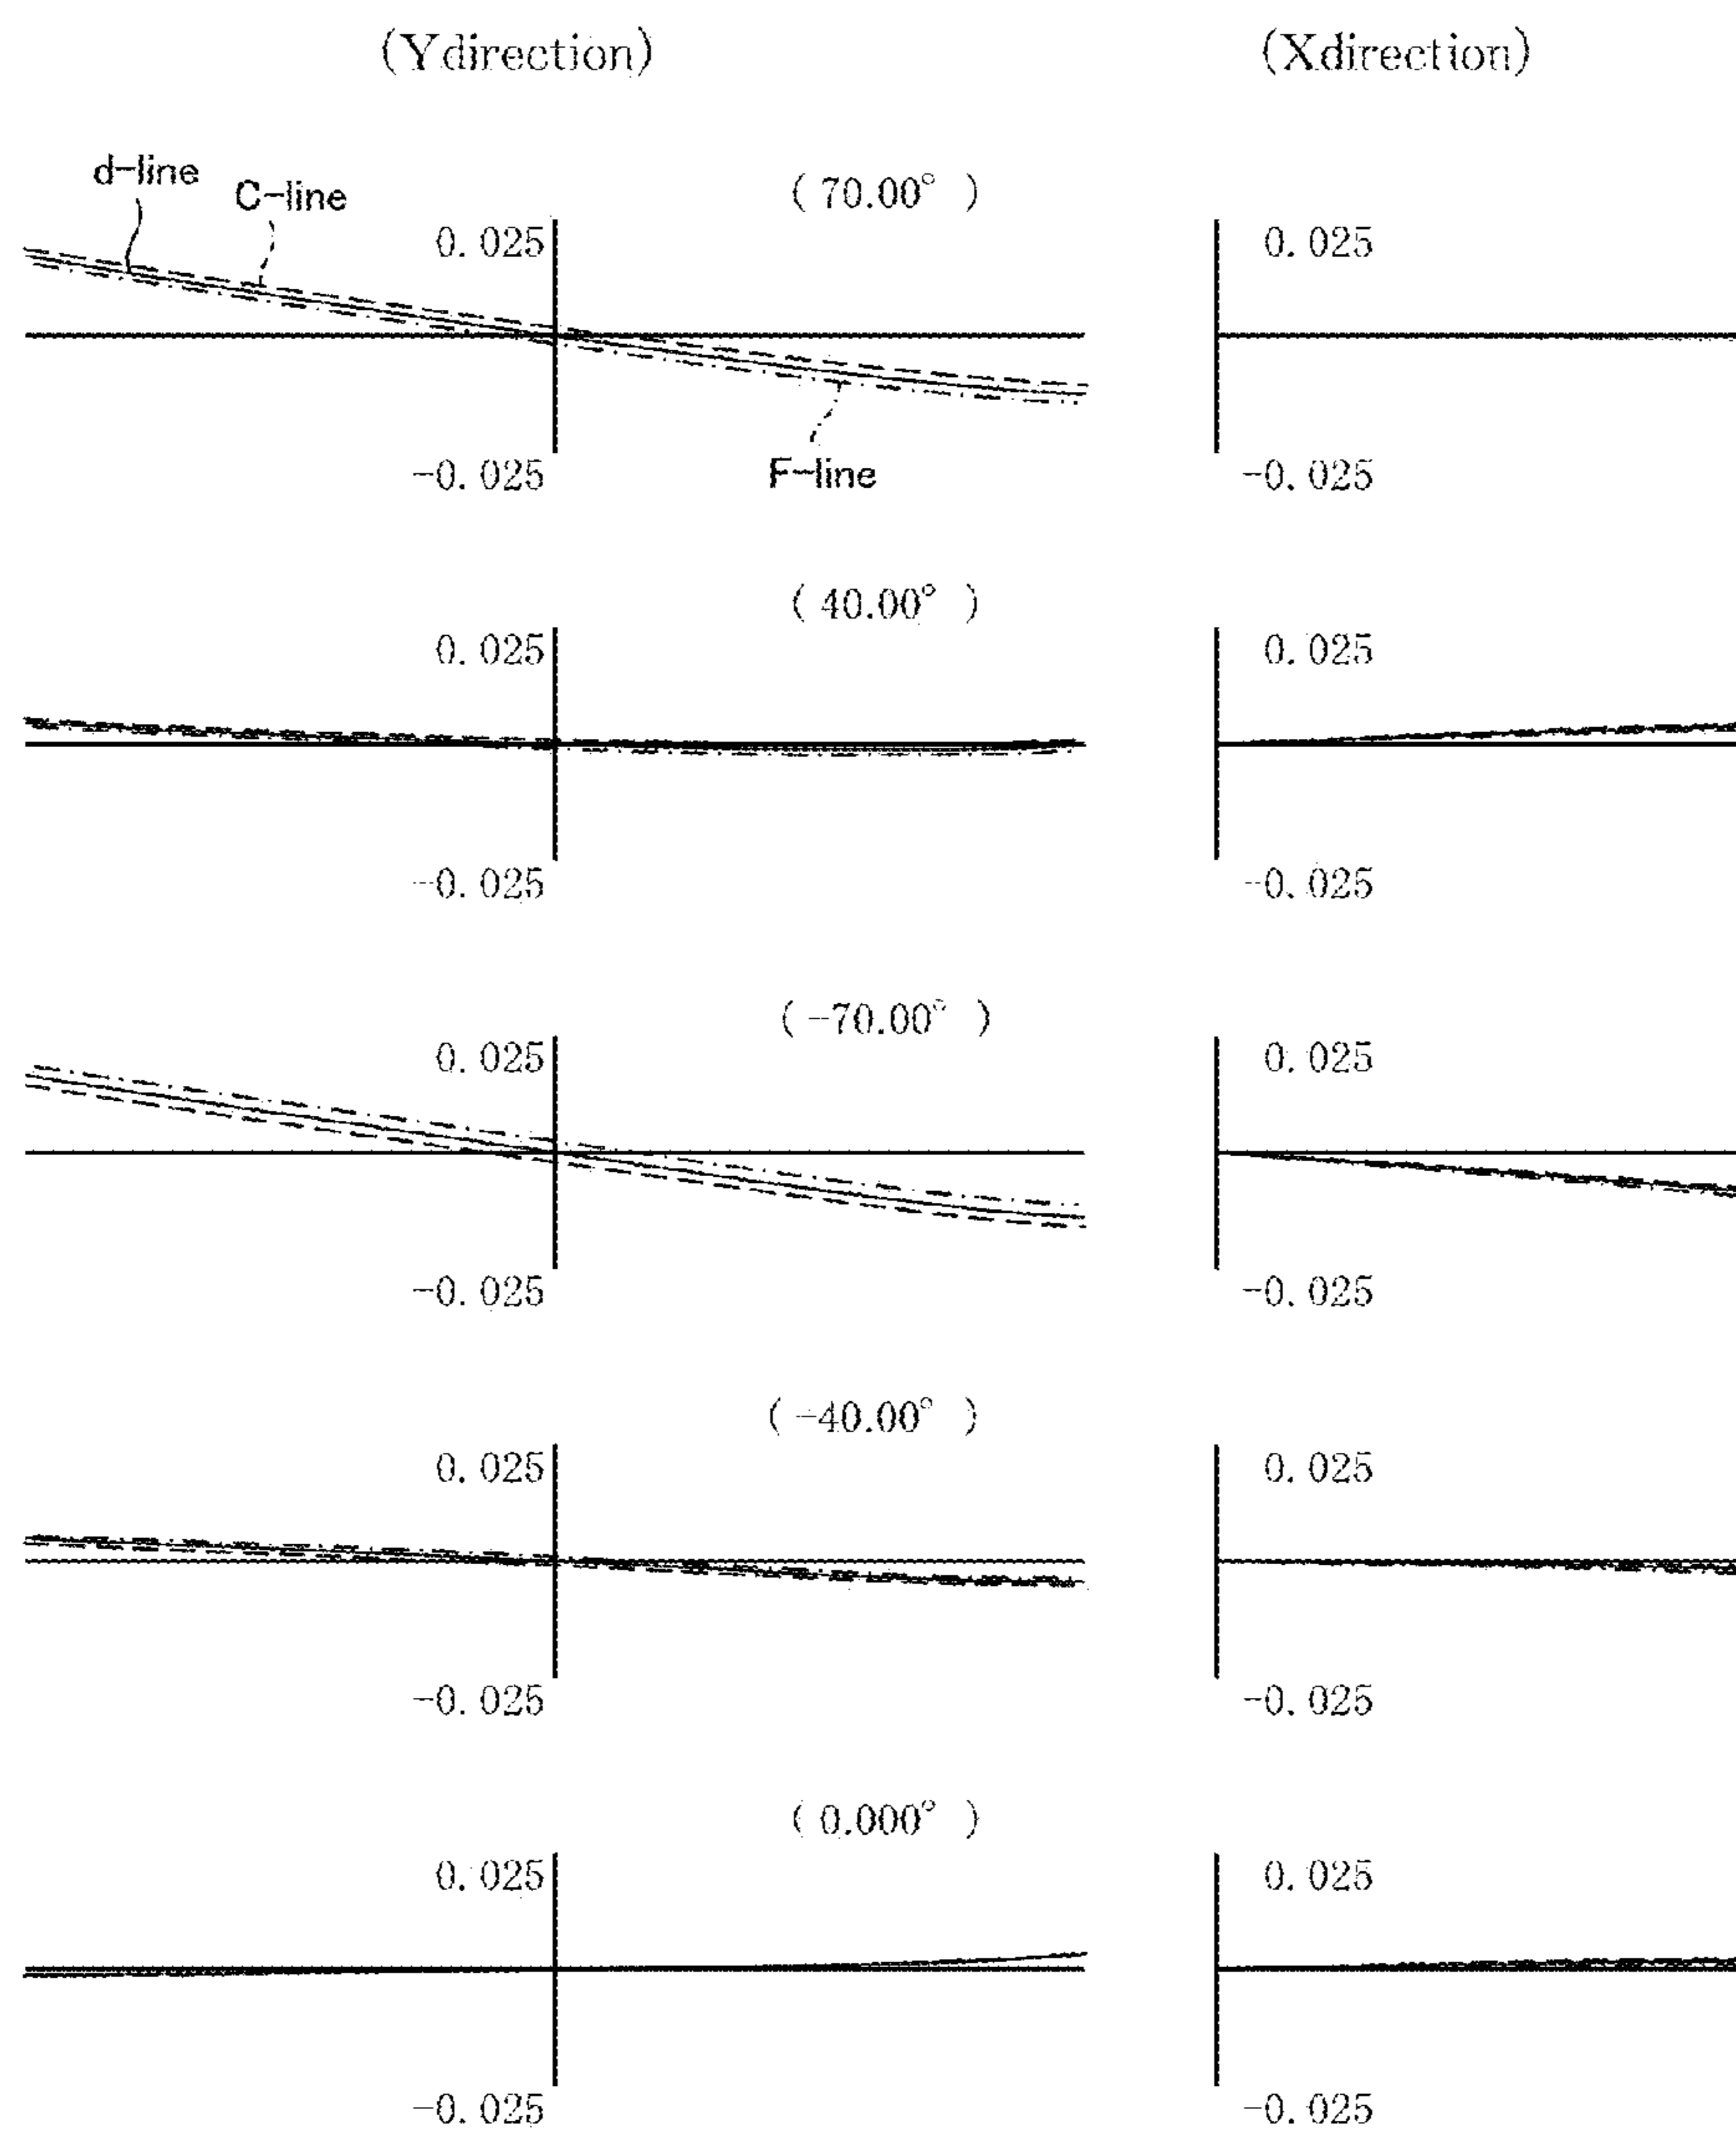 (Ydirection) (Xdirection)
d-line C-line
( 70.00° )
0.025 0.025
-0.025 F-line -0.025
( 40.00° )
0.025 0.025
-0.025 -0.025
( -70.00° )
0.025 0.025
-0.025 -0.025
( -40.00° )
0.025 0.025
-0.025 -0.025
( 0.000° )
0.025 0.025
-0.025 -0.025